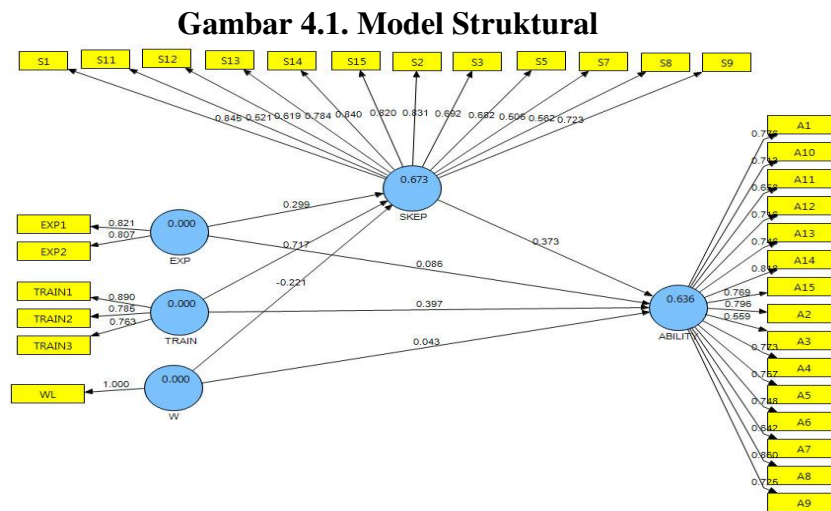 Gambar 4.1. Model Struktural
S1 S11 S12 S13 S14 S15 S2 S3 S5 S7 S8 S9
0.845 0.521 0.619 0.784 0.840 0.820 0.831 0.692 0.506 0.562 0.723
0.673
SKEP
EXP1
0.821
EXP2
0.807
0.000
EXP
0.299
0.717
-0.221
0.086
0.373
TRAIN1
0.890
TRAIN2
0.785
TRAIN3
0.763
0.000
TRAIN
0.397
0.043
WL
1.000
0.000
W
0.636
ABILITY
A1
A10
A11
A12
A13
A14
A15
0.769
A2
0.796
A3
0.559
A4
0.773
A5
A6
0.748
A7
0.642
A8
A9